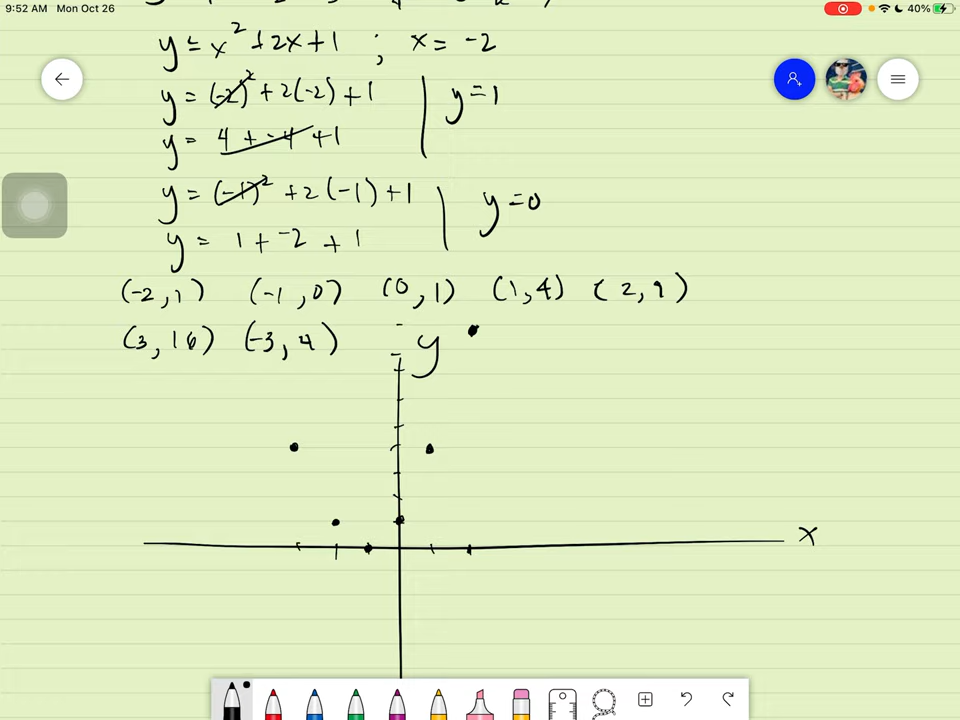 9:52 AM Mon Oct 26 40%
y = x² + 2x + 1 ; x = -2
y = (-2)² + 2(-2) + 1 y = 1
y = 4 + -4 + 1
y = (-1)² + 2(-1) + 1 y = 0
y = 1 + -2 + 1
(-2, 1) (-1, 0) (0, 1) (1, 4) (2, 9)
(3, 16) (-3, 4)
y
x